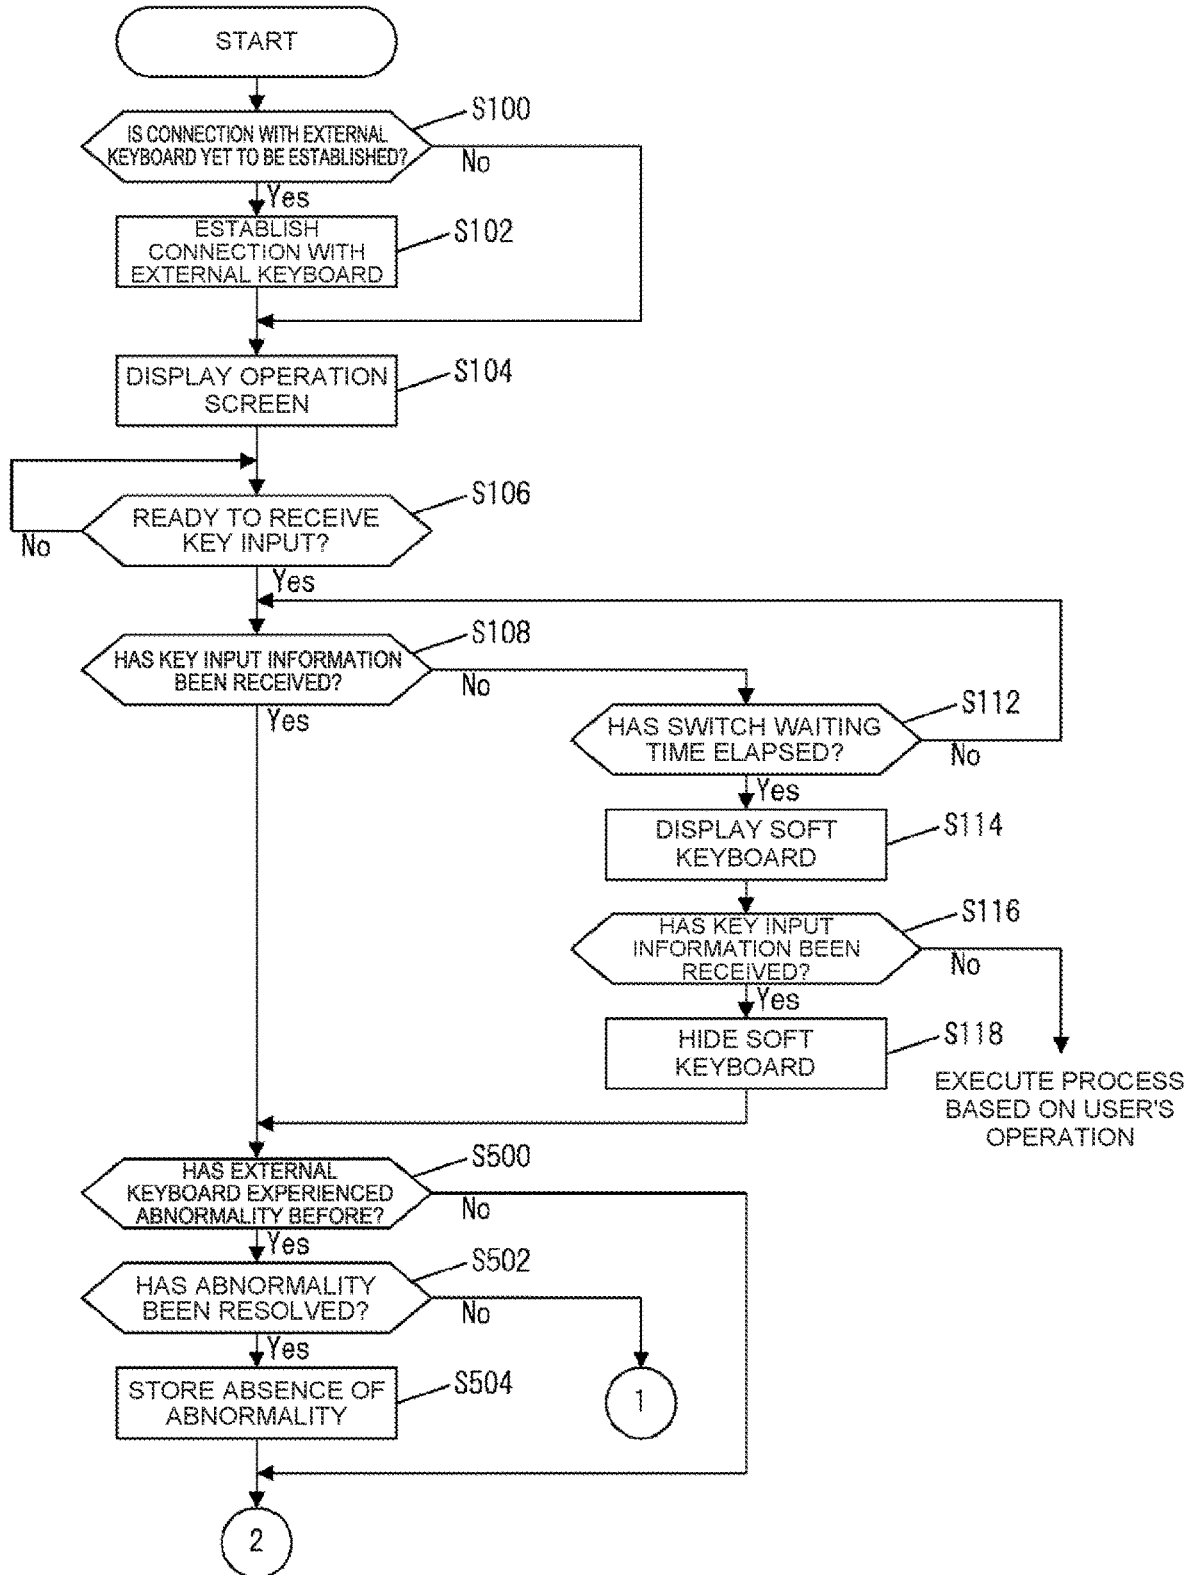 START
S100
IS CONNECTION WITH EXTERNAL
KEYBOARD YET TO BE ESTABLISHED?
No
Yes
S102
ESTABLISH
CONNECTION WITH
EXTERNAL KEYBOARD
S104
DISPLAY OPERATION
SCREEN
S106
READY TO RECEIVE
KEY INPUT?
No
Yes
S108
HAS KEY INPUT INFORMATION
BEEN RECEIVED?
No
Yes
S112
HAS SWITCH WAITING
TIME ELAPSED?
No
Yes
S114
DISPLAY SOFT
KEYBOARD
S116
HAS KEY INPUT
INFORMATION BEEN
RECEIVED?
No
Yes
S118
HIDE SOFT
KEYBOARD
EXECUTE PROCESS
BASED ON USER'S
OPERATION
S500
HAS EXTERNAL
KEYBOARD EXPERIENCED
ABNORMALITY BEFORE?
No
Yes
S502
HAS ABNORMALITY
BEEN RESOLVED?
No
Yes
S504
STORE ABSENCE OF
ABNORMALITY
1
2